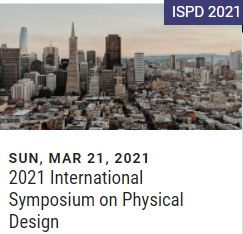 ISPD 2021
SUN, MAR 21, 2021
2021 International
Symposium on Physical
Design